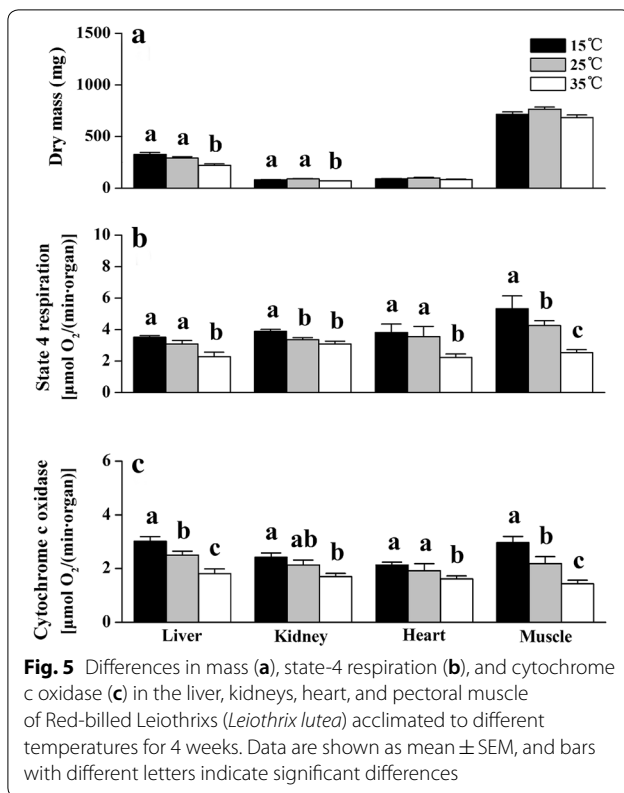 a
15℃
25℃
35℃
Dry mass (mg)
1500
1000
500
0
a a b
a a b
b
State 4 respiration
[μmol O₂/(min·organ)]
10
8
6
4
2
0
a a b
a b b
a a b
a b c
c
Cytochrome c oxidase
[μmol O₂/(min·organ)]
6
4
2
0
a b c
a ab b
a a b
a b c
Liver Kidney Heart Muscle
Fig. 5 Differences in mass (a), state-4 respiration (b), and cytochrome
c oxidase (c) in the liver, kidneys, heart, and pectoral muscle
of Red-billed Leiothrixs (Leiothrix lutea) acclimated to different
temperatures for 4 weeks. Data are shown as mean ± SEM, and bars
with different letters indicate significant differences